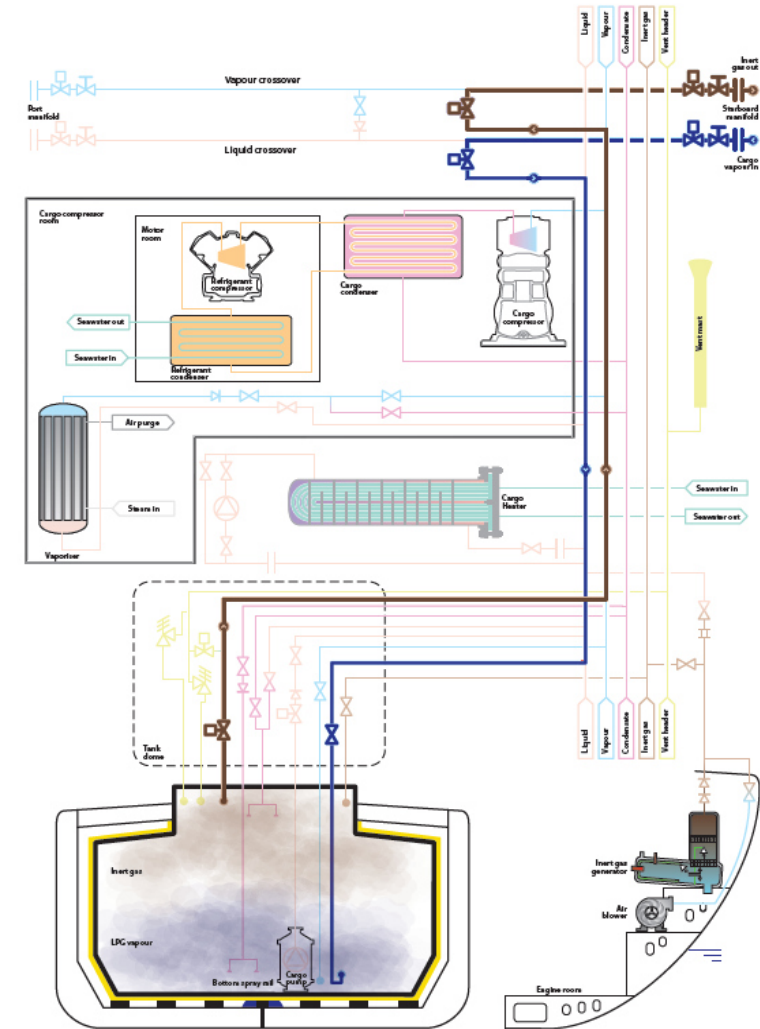 Liquid
Vapour
Condensate
Inert gas
Vent header
Vapour crossover
Port
manifold
Liquid crossover
Inert
gas out
Starboard
manifold
Cargo
vapour in
Cargo-compressor
room
Motor
room
Refrigerant
compressor
Cargo
condenser
Cargo
compressor
Seawater out
Seawater in
Refrigerant
condenser
Vent mast
Air purge
Steam in
Vaporiser
Cargo
Heater
Seawater in
Seawater out
Tank
dome
Liquid
Vapour
Condensate
Inert gas
Vent header
Inert gas
LPG vapour
Bottom spray rail
Cargo
pump
Inert gas
generator
Air
blower
Engine room